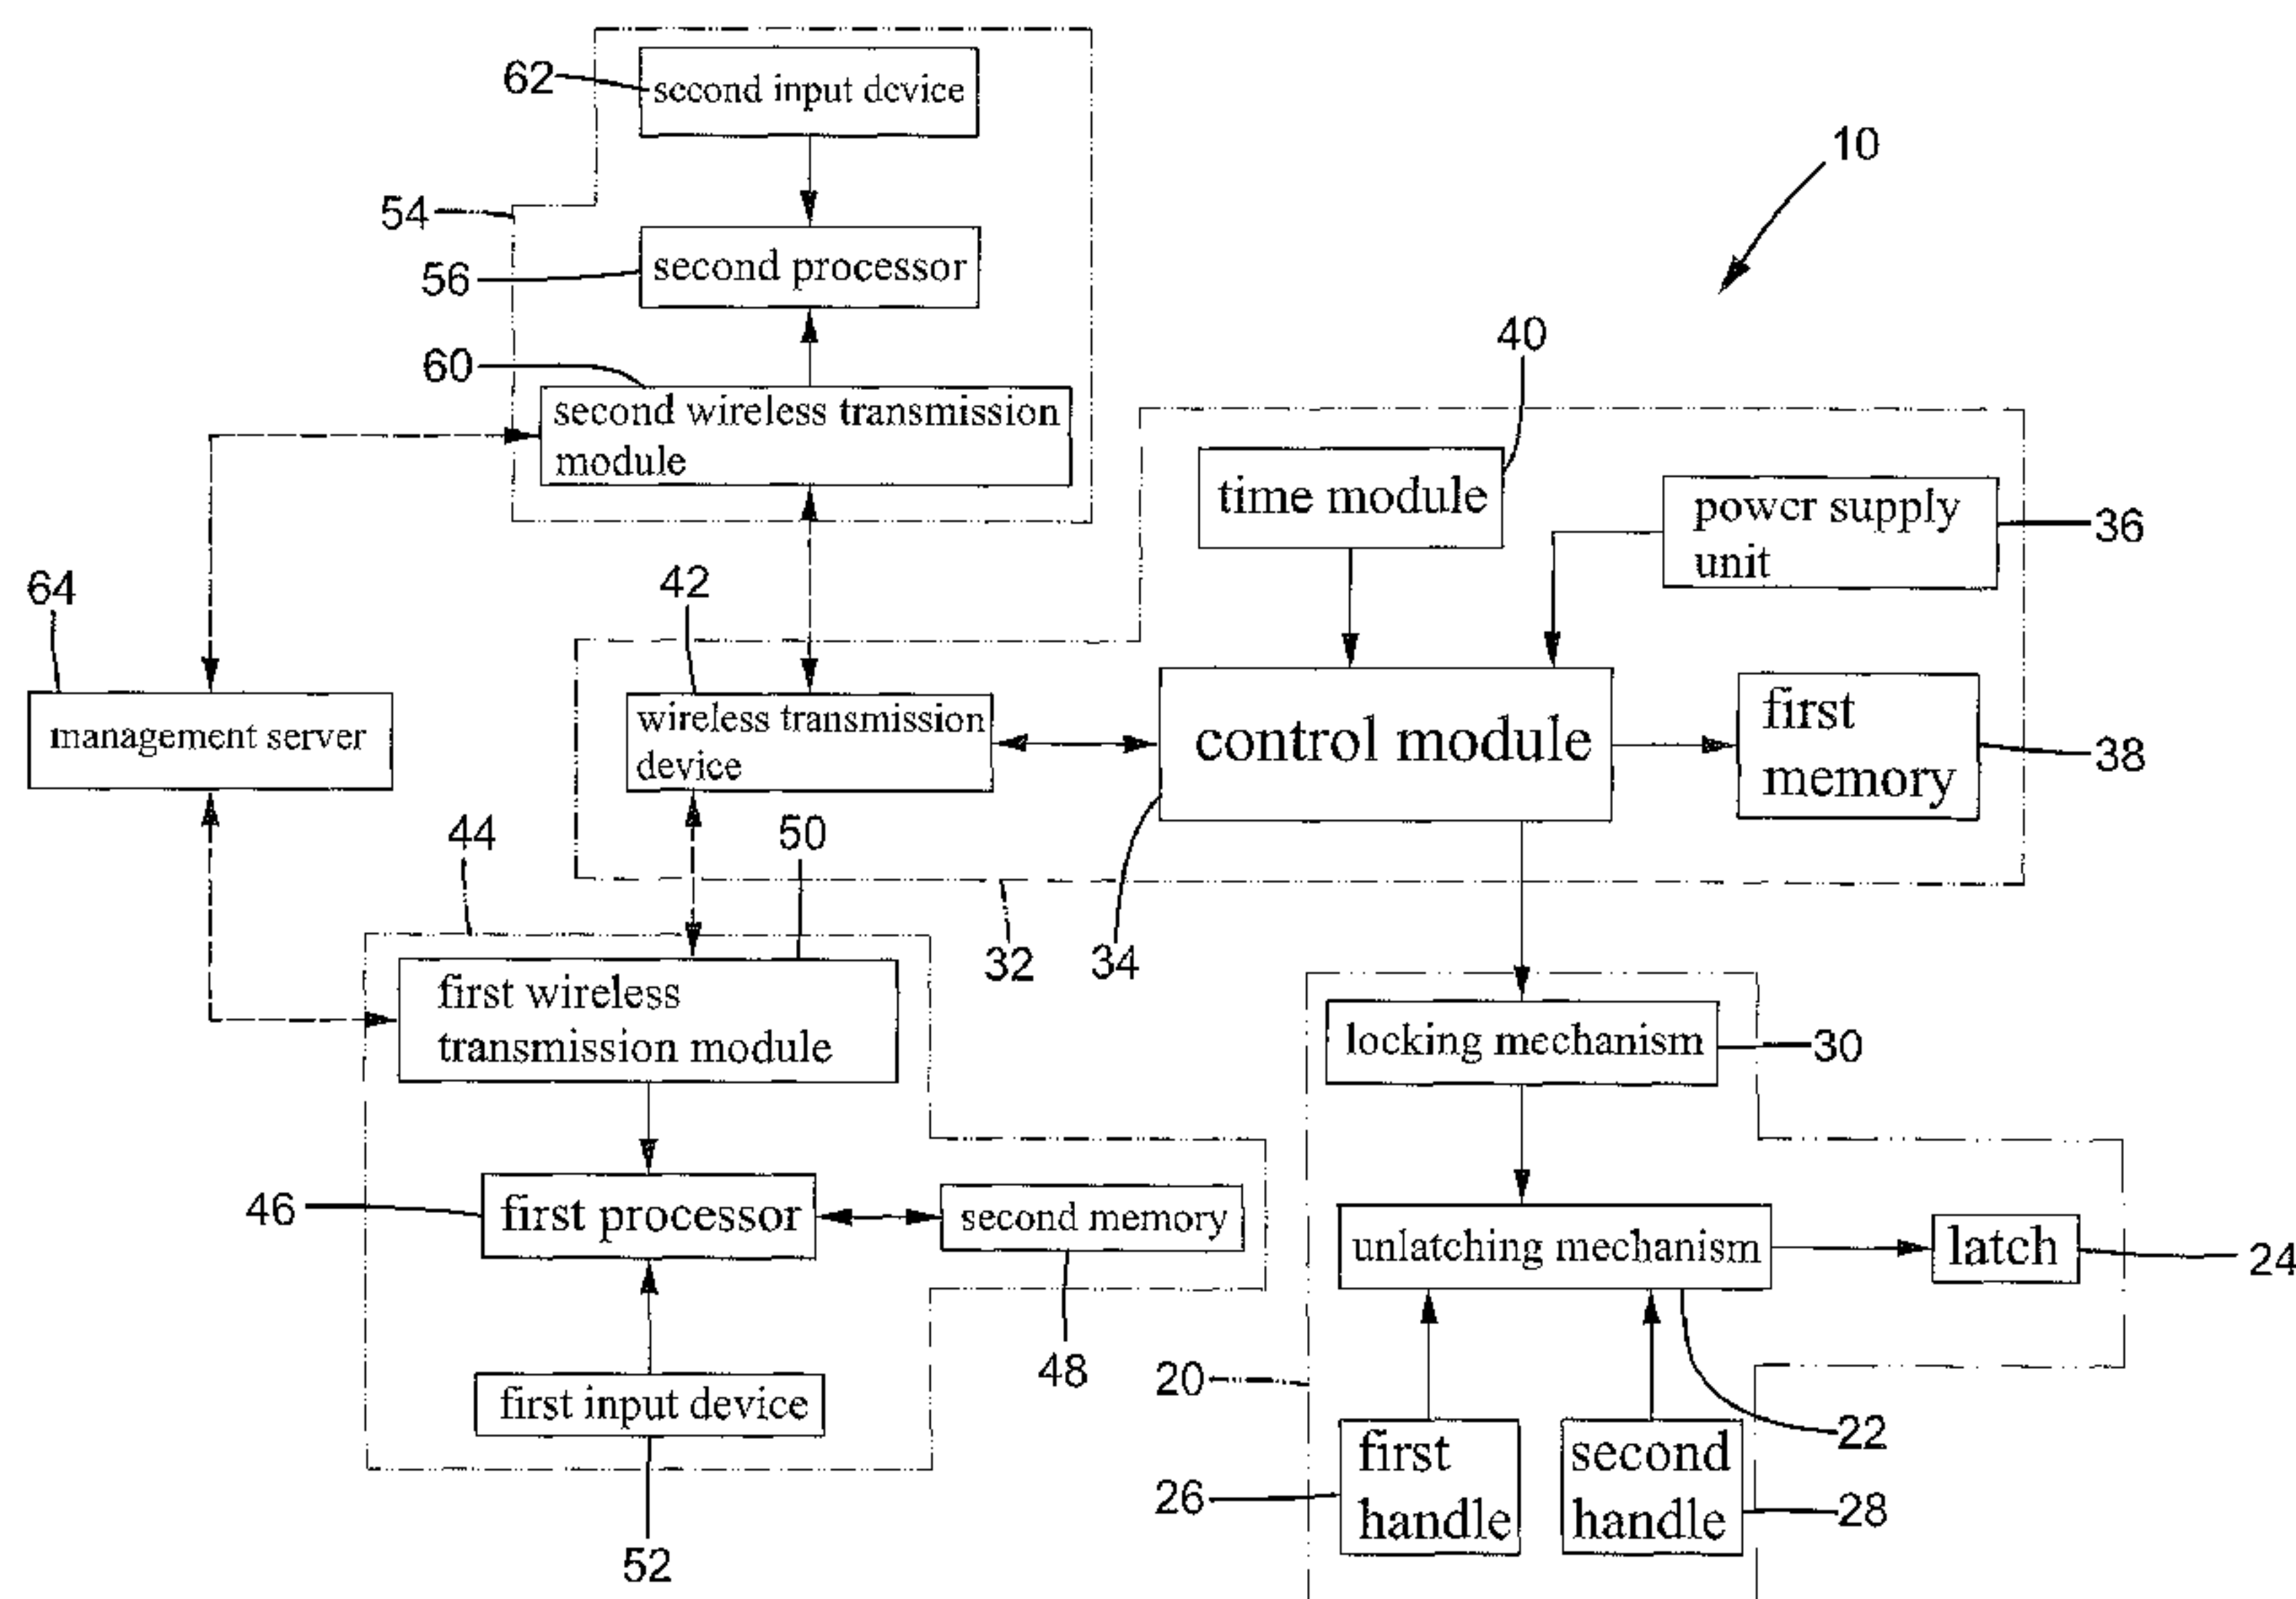 62
second input device
10
54
56
second processor
40
60
second wireless transmission
module
time module
power supply
unit
36
64
42
management server
wireless transmission
device
control module
first
memory
38
44
50
32
34
first wireless
transmission module
locking mechanism
30
46
first processor
second memory
unlatching mechanism
latch
24
48
20
first input device
22
26
first
handle
second
handle
28
52